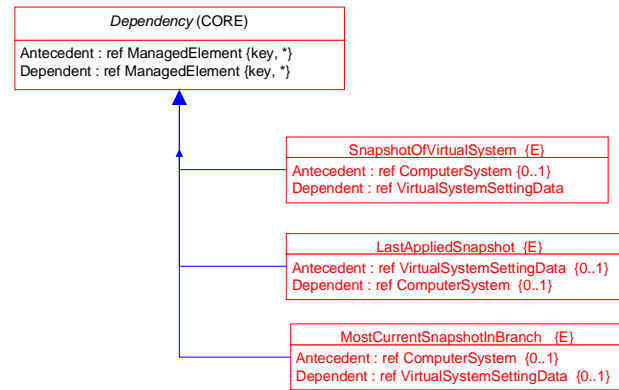 Dependency (CORE)
Antecedent : ref ManagedElement {key, *}
Dependent : ref ManagedElement {key, *}
SnapshotOfVirtualSystem {E}
Antecedent : ref ComputerSystem {0..1}
Dependent : ref VirtualSystemSettingData
LastAppliedSnapshot {E}
Antecedent : ref VirtualSystemSettingData {0..1}
Dependent : ref ComputerSystem {0..1}
MostCurrentSnapshotInBranch {E}
Antecedent : ref ComputerSystem {0..1}
Dependent : ref VirtualSystemSettingData {0..1}